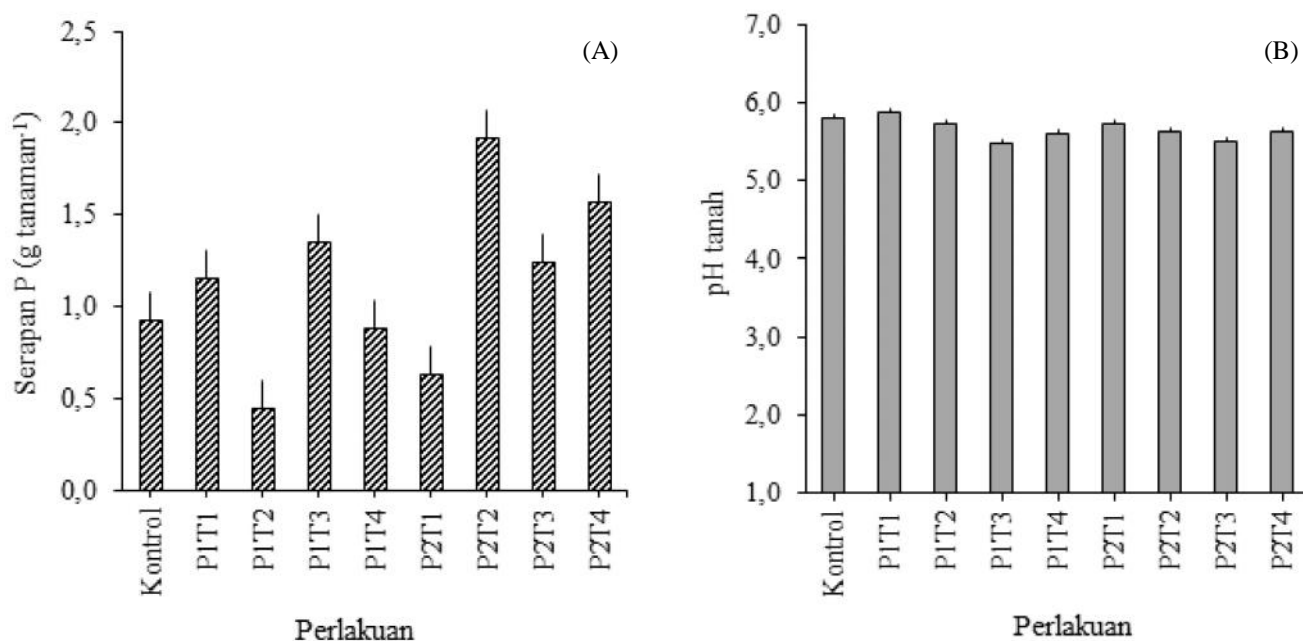 (A)
Serapan P (g tanaman⁻¹)
2,5
2,0
1,5
1,0
0,5
0,0
Kontrol
P1T1
P1T2
P1T3
P1T4
P2T1
P2T2
P2T3
P2T4
Perlakuan
(B)
pH tanah
7,0
6,0
5,0
4,0
3,0
2,0
1,0
Kontrol
P1T1
P1T2
P1T3
P1T4
P2T1
P2T2
P2T3
P2T4
Perlakuan